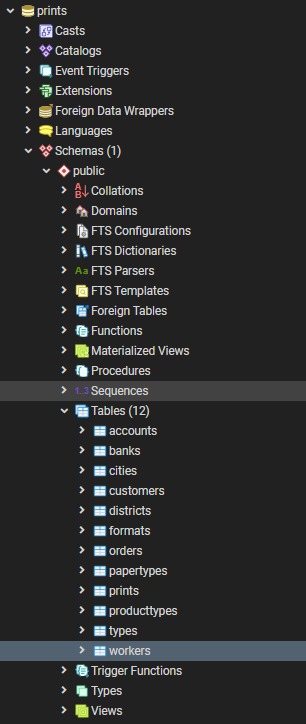 prints
Casts
Catalogs
Event Triggers
Extensions
Foreign Data Wrappers
Languages
Schemas (1)
public
Collations
Domains
FTS Configurations
FTS Dictionaries
FTS Parsers
FTS Templates
Foreign Tables
Functions
Materialized Views
Procedures
1..3 Sequences
Tables (12)
accounts
banks
cities
customers
districts
formats
orders
papertypes
prints
producttypes
types
workers
Trigger Functions
Types
Views